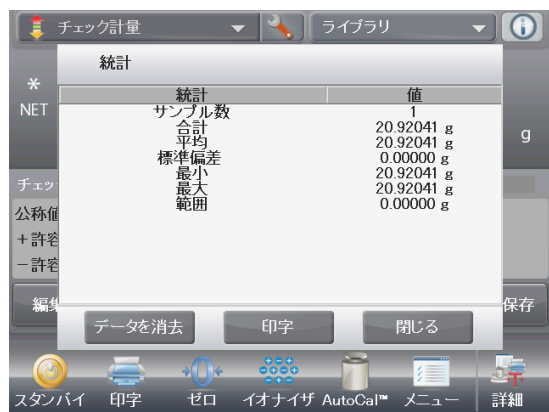 チェック計量 ライブラリ
統計
*
NET
g
統計 値
サンプル数 1
合計 20.92041 g
平均 20.92041 g
標準偏差 0.00000 g
最小 20.92041 g
最大 20.92041 g
範囲 0.00000 g
チェッ
公称値
+許容
-許容
編集 保存
データを消去 印字 閉じる
スタンバイ 印字 ゼロ イオナイザ AutoCal™ メニュー 詳細